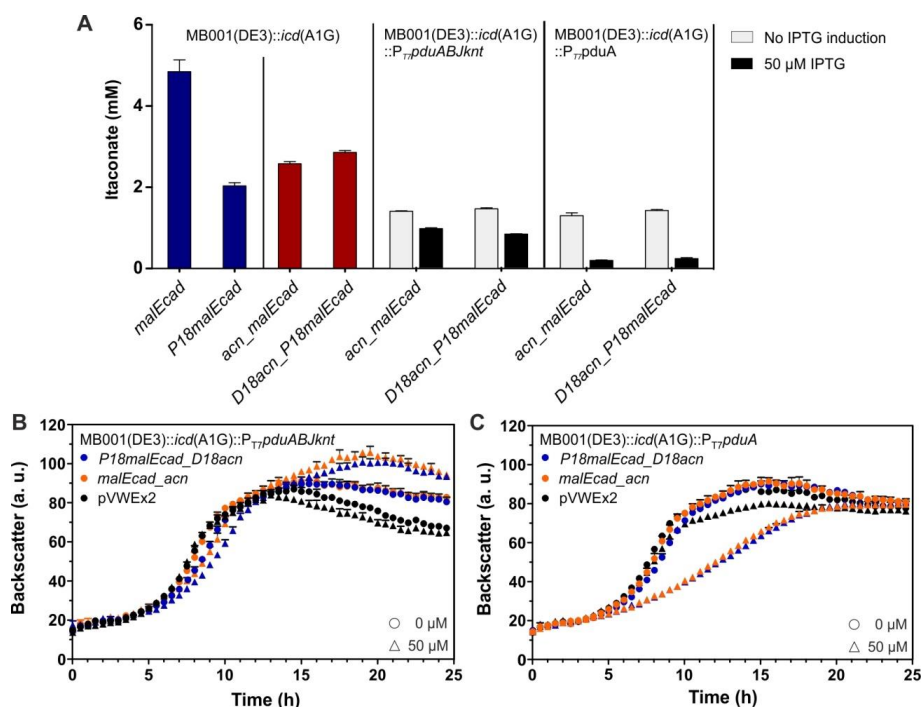 A
MB001(DE3)::icd(A1G)
MB001(DE3)::icd(A1G)
::PT7pduABJknt
MB001(DE3)::icd(A1G)
::PT7pduA
No IPTG induction
50 µM IPTG
Itaconate (mM)
6
4
2
0
malEcad
P18malEcad
acn_malEcad
D18acn_P18malEcad
acn_malEcad
D18acn_P18malEcad
acn_malEcad
D18acn_P18malEcad
B
MB001(DE3)::icd(A1G)::PT7pduABJknt
P18malEcad_D18acn
malEcad_acn
pVWEx2
0 µM
50 µM
Backscatter (a. u.)
120
100
80
60
40
20
0
0 5 10 15 20 25
Time (h)
C
MB001(DE3)::icd(A1G)::PT7pduA
P18malEcad_D18acn
malEcad_acn
pVWEx2
0 µM
50 µM
Backscatter (a. u.)
120
100
80
60
40
20
0
0 5 10 15 20 25
Time (h)